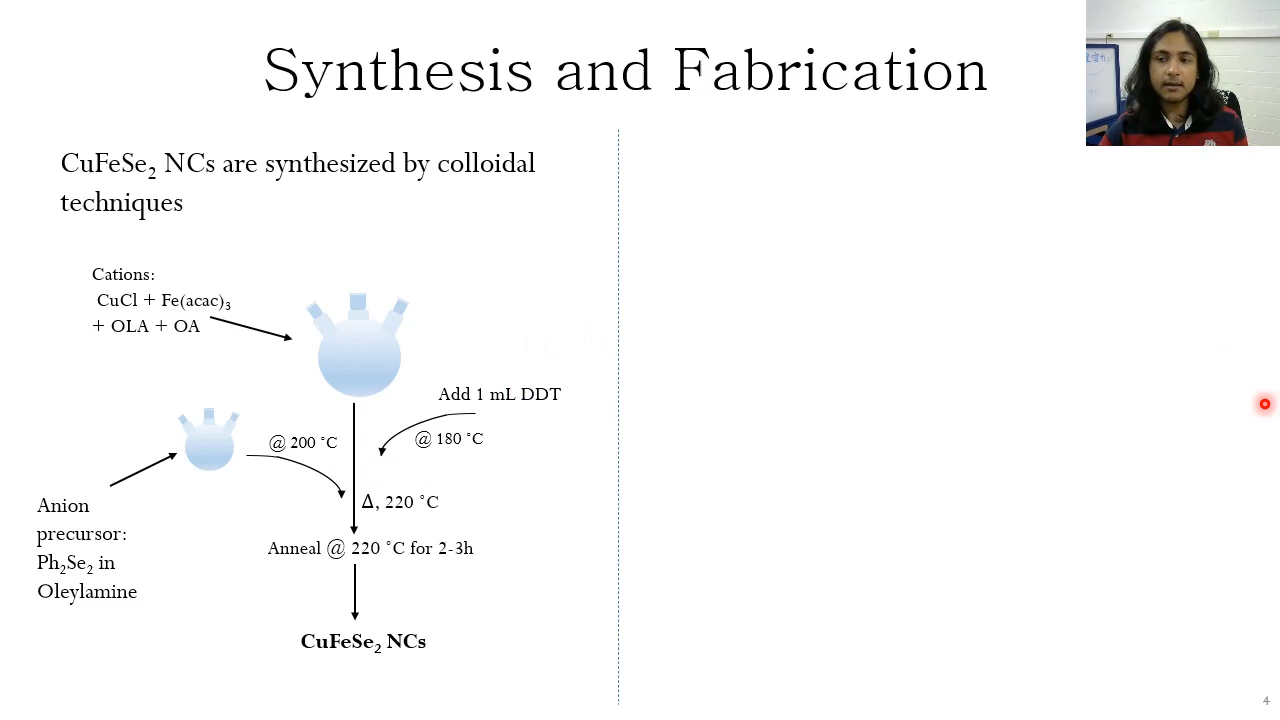 Synthesis and Fabrication
CuFeSe₂ NCs are synthesized by colloidal
techniques
Cations:
CuCl + Fe(acac)₃
+ OLA + OA
Add 1 mL DDT
@ 200 °C
@ 180 °C
Δ, 220 °C
Anion
precursor:
Ph₂Se₂ in
Oleylamine
Anneal @ 220 °C for 2-3h
CuFeSe₂ NCs
4